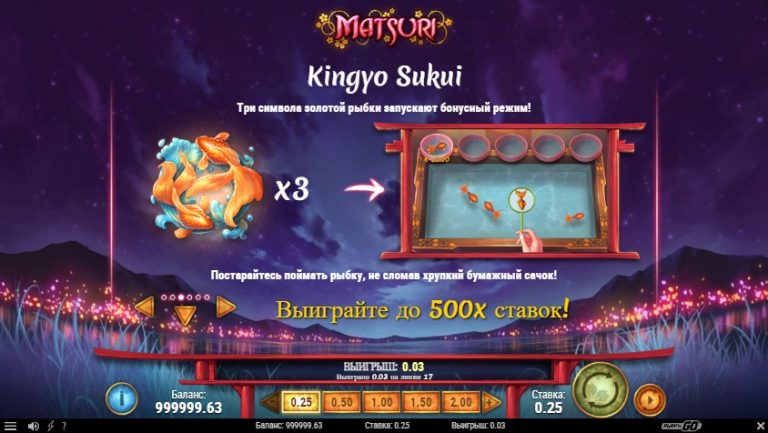 MATSURI
Kingyo Sukui
Три символа золотой рыбки запускают бонусный режим!
x3
Постарайтесь поймать рыбку, не сломав хрупкий бумажный сачок!
Выиграйте до 500x ставок!
ВЫИГРЫШ: 0.03
Выиграно 0.03 на линии 17
Баланс:
999999.63
0.25 0.50 1.00 1.50 2.00
Ставка:
0.25
Баланс: 999999.63 Ставка: 0.25 Выигрыш: 0.03
PLAY'N GO